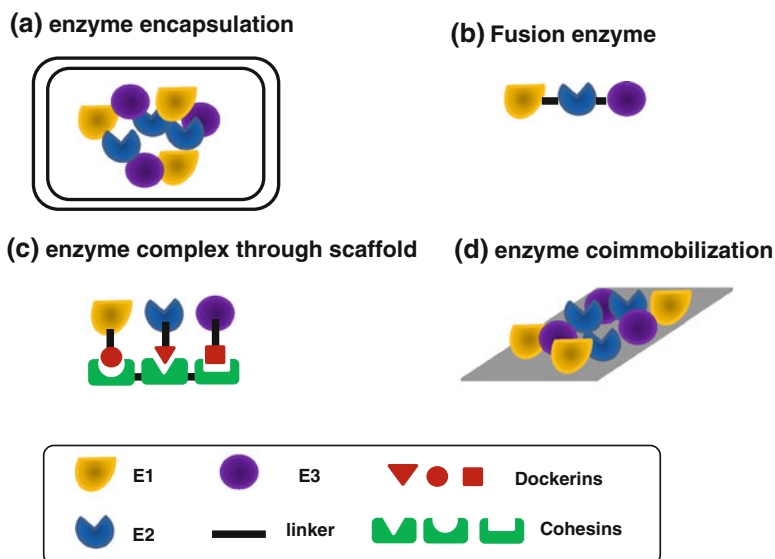 (a) enzyme encapsulation
(b) Fusion enzyme
(c) enzyme complex through scaffold
(d) enzyme coimmobilization
E1
E3
Dockerins
E2
linker
Cohesins